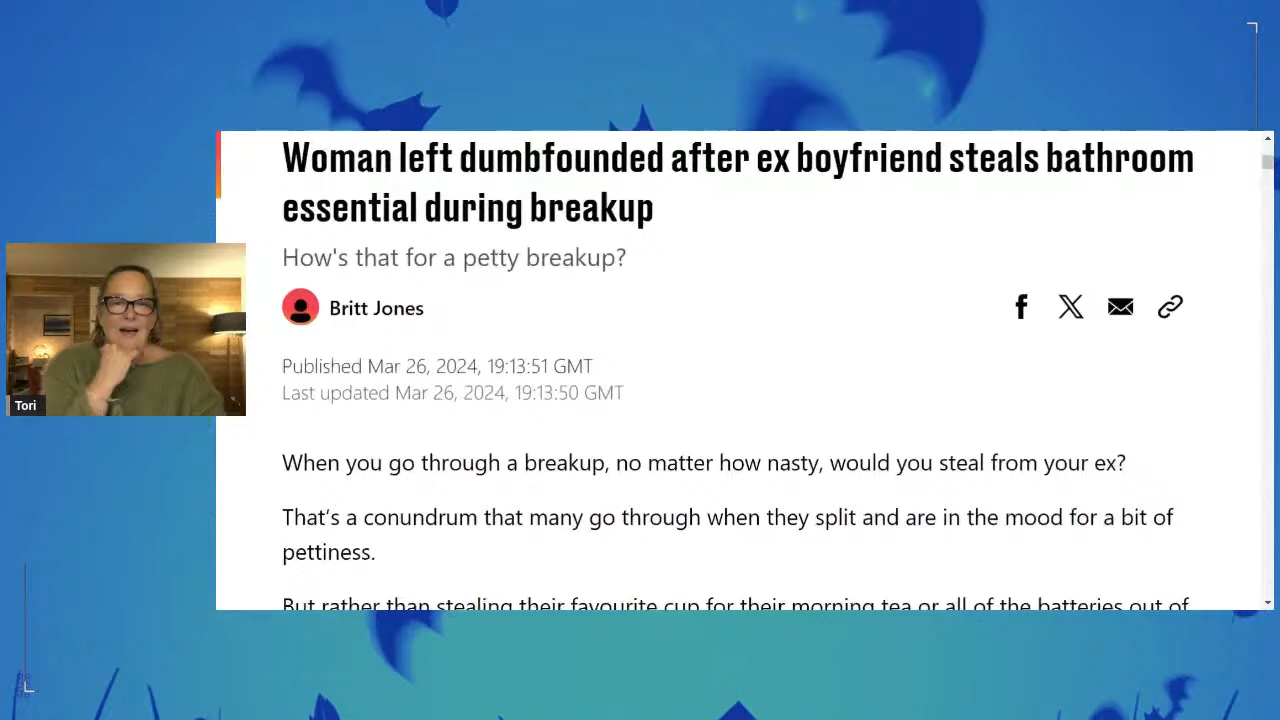 Woman left dumbfounded after ex boyfriend steals bathroom
essential during breakup
How's that for a petty breakup?
Britt Jones
Published Mar 26, 2024, 19:13:51 GMT
Last updated Mar 26, 2024, 19:13:50 GMT
Tori
When you go through a breakup, no matter how nasty, would you steal from your ex?
That's a conundrum that many go through when they split and are in the mood for a bit of
pettiness.
But rather than stealing their favourite cup for their morning tea or all of the batteries out of